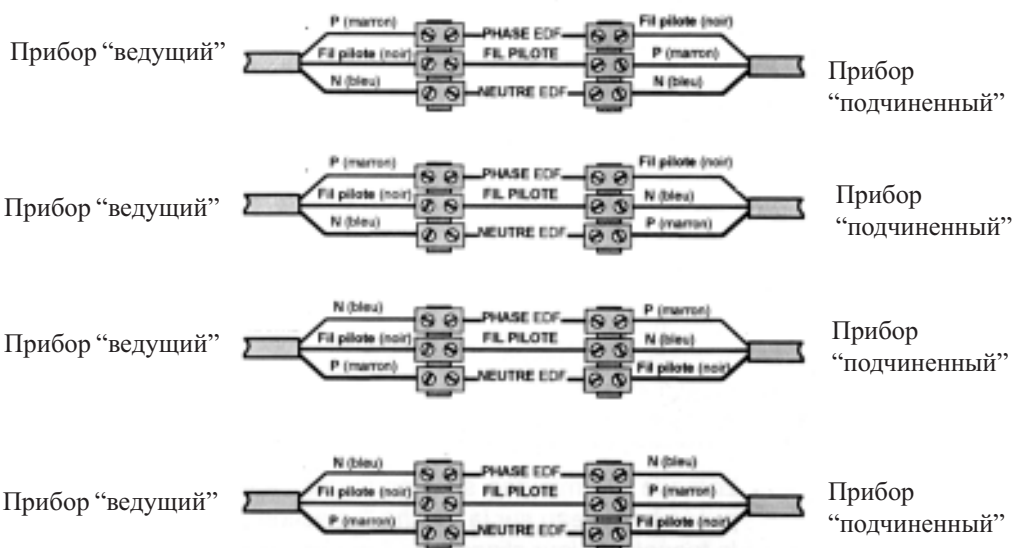 P (marron) PHASE EDF Fil pilote (noir)
Прибор “ведущий” Fil pilote (noir) FIL PILOTE P (marron)
N (bleu) NEUTRE EDF N (bleu)
Прибор
“подчиненный”
P (marron) PHASE EDF Fil pilote (noir)
Прибор “ведущий” Fil pilote (noir) FIL PILOTE N (bleu)
N (bleu) NEUTRE EDF P (marron)
Прибор
“подчиненный”
N (bleu) PHASE EDF P (marron)
Прибор “ведущий” Fil pilote (noir) FIL PILOTE N (bleu)
P (marron) NEUTRE EDF Fil pilote (noir)
Прибор
“подчиненный”
N (bleu) PHASE EDF N (bleu)
Прибор “ведущий” Fil pilote (noir) FIL PILOTE P (marron)
P (marron) NEUTRE EDF Fil pilote (noir)
Прибор
“подчиненный”